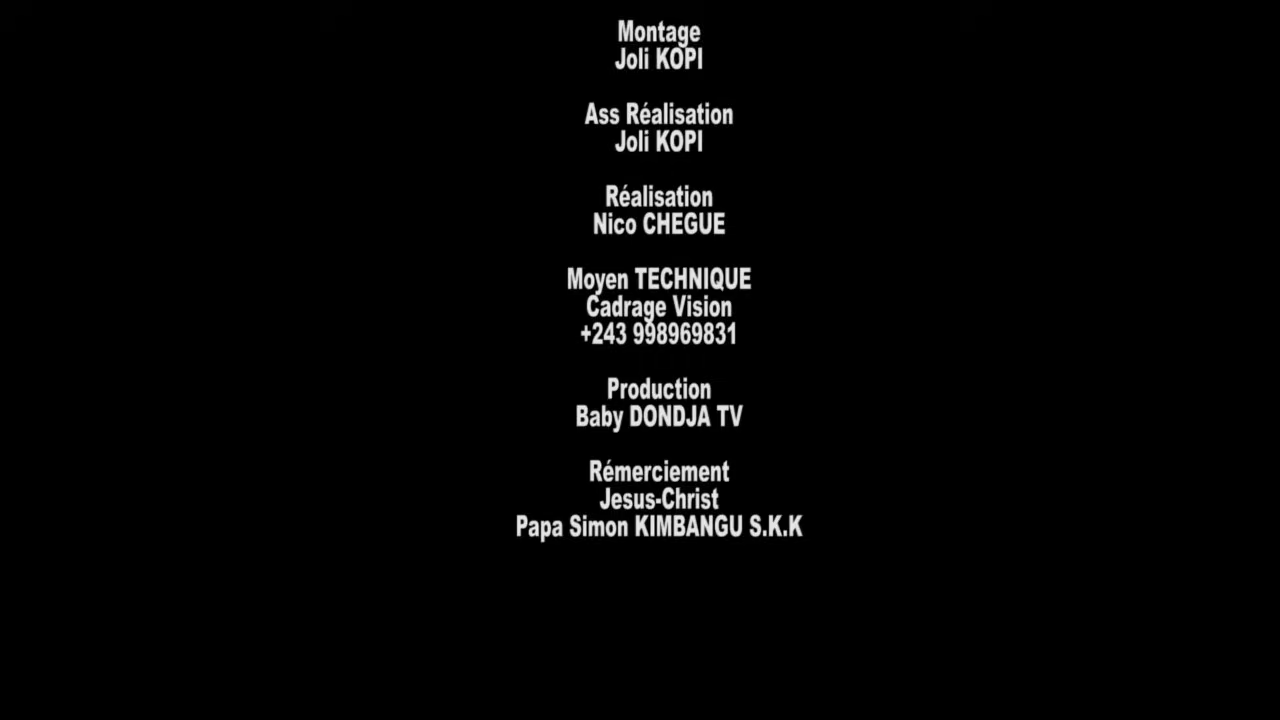 Montage
Joli KOPI
Ass Réalisation
Joli KOPI
Réalisation
Nico CHEGUE
Moyen TECHNIQUE
Cadrage Vision
+243 998969831
Production
Baby DONDJA TV
Rémerciement
Jesus-Christ
Papa Simon KIMBANGU S.K.K